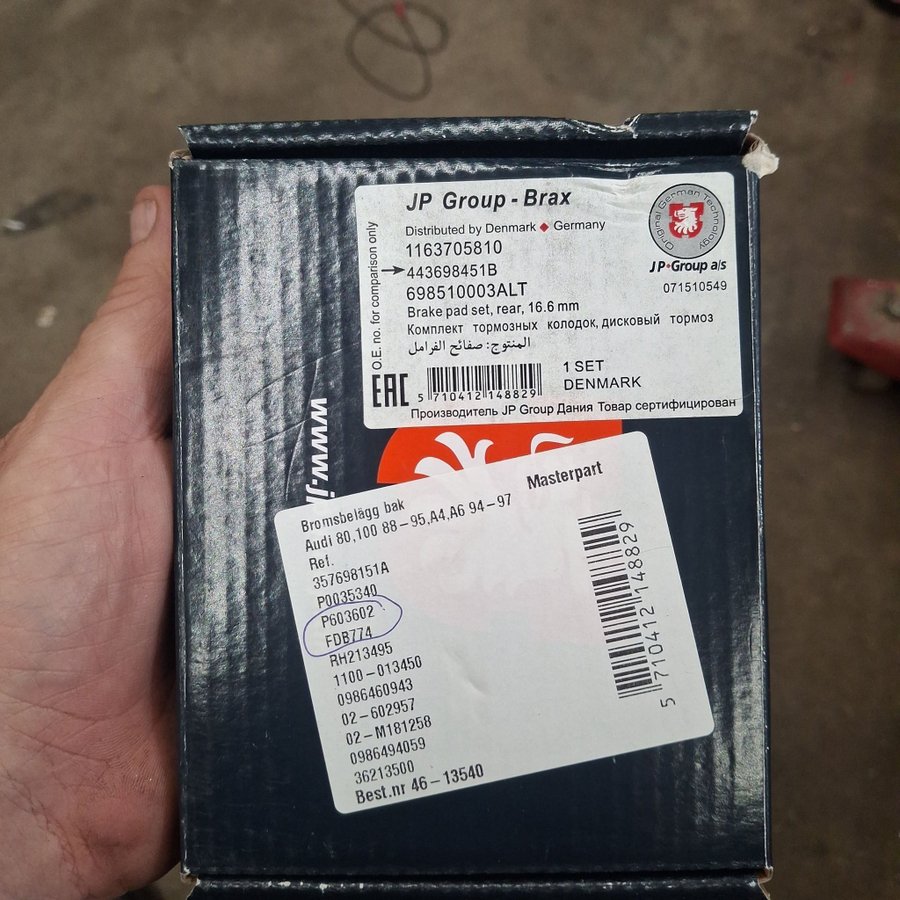 JP Group - Brax
Distributed by Denmark ♦ Germany
1163705810
443698451B
698510003ALT
Brake pad set, rear, 16.6 mm
Комплект тормозных колодок, дисковый тормоз
المنتوج: صفائح الفرامل
O.E. no. for comparison only
Original German Technology
JP•Group a/s
071510549
EAC
5 710412 148829
1 SET
DENMARK
Производитель JP Group Дания Товар сертифицирован
www.j
Bromsbelägg bak
Masterpart
Audi 80,100 88-95,A4,A6 94-97
Ref.
357698151A
P0035340
P603602
FDB774
RH213495
1100-013450
0986460943
02-602957
02-M181258
0986494059
36213500
Best.nr 46-13540
5 710412 148829